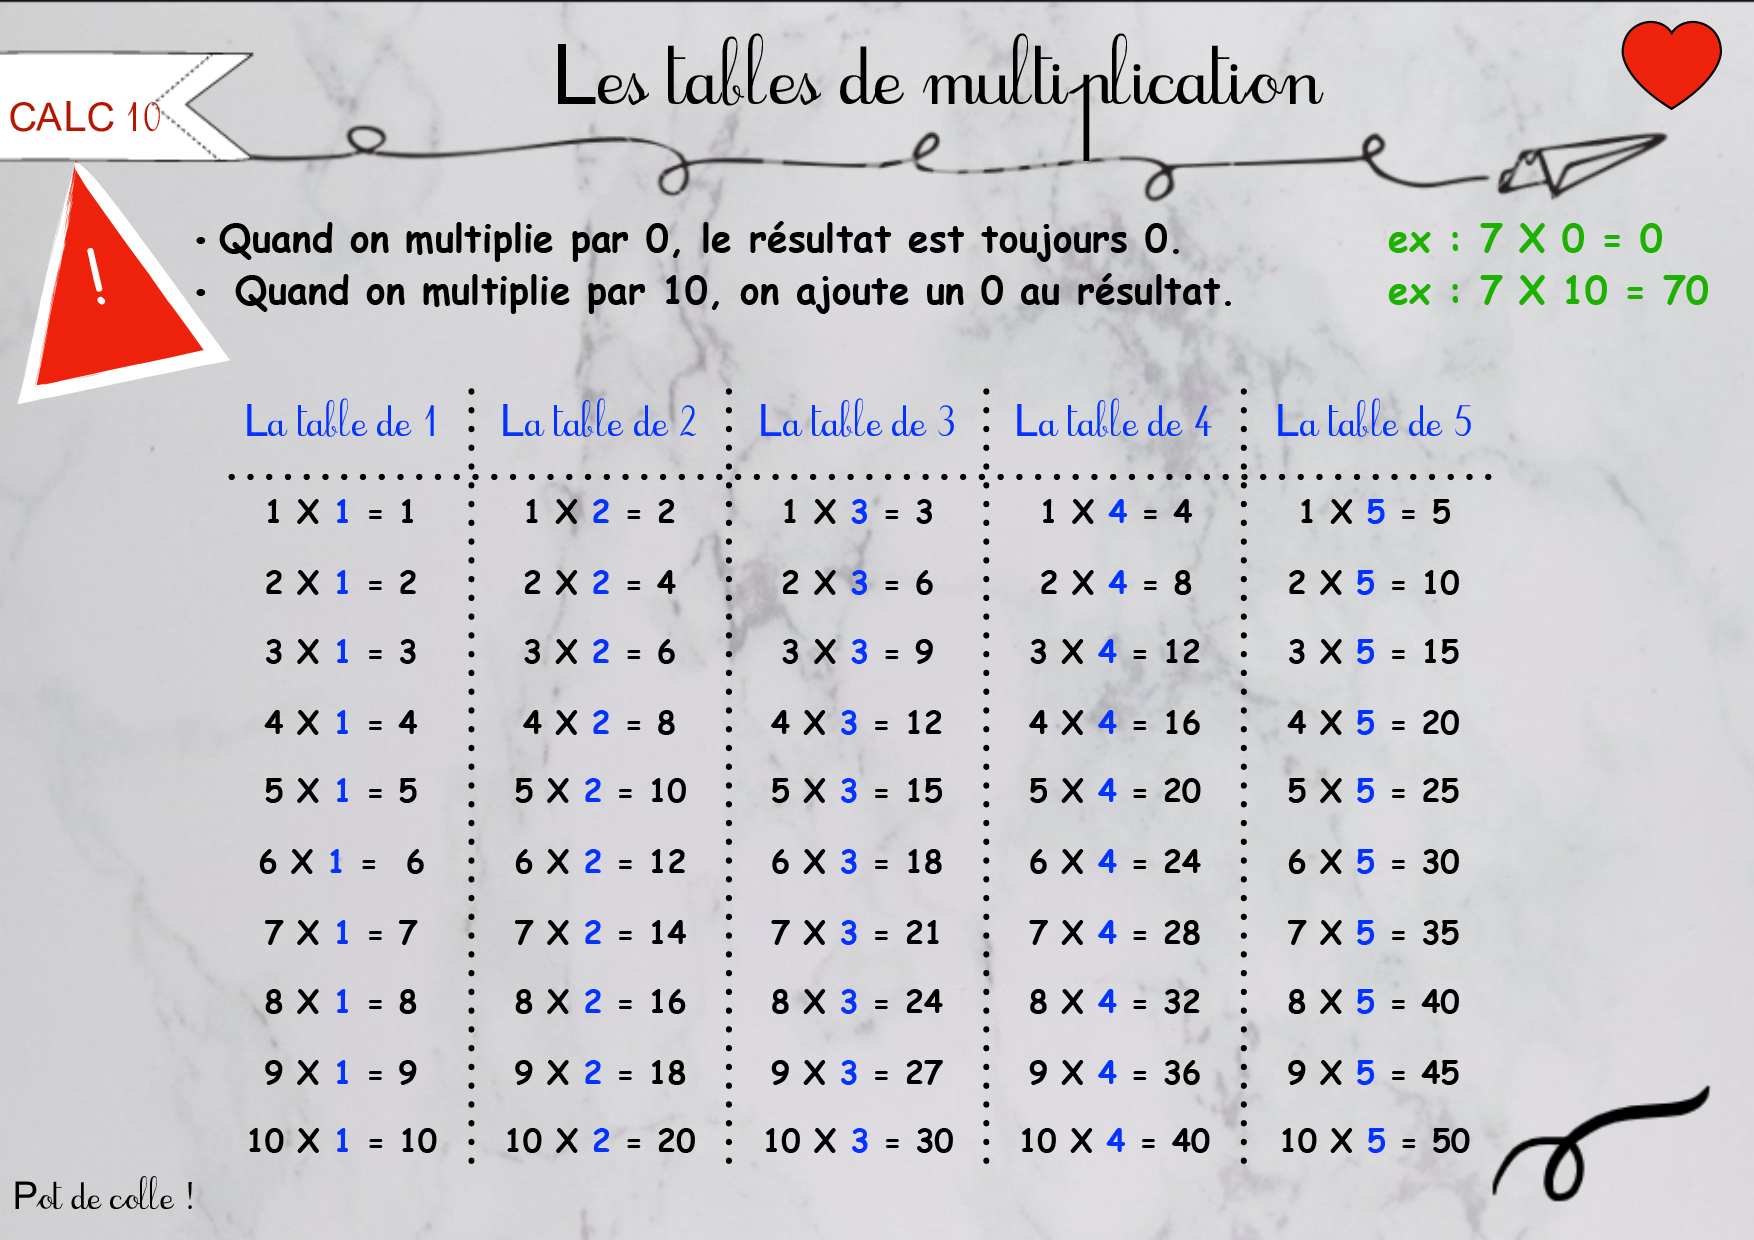 Les tables de multiplication
CALC 10
!
• Quand on multiplie par 0, le résultat est toujours 0. ex : 7 X 0 = 0
• Quand on multiplie par 10, on ajoute un 0 au résultat. ex : 7 X 10 = 70
La table de 1 La table de 2 La table de 3 La table de 4 La table de 5
1 X 1 = 1 1 X 2 = 2 1 X 3 = 3 1 X 4 = 4 1 X 5 = 5
2 X 1 = 2 2 X 2 = 4 2 X 3 = 6 2 X 4 = 8 2 X 5 = 10
3 X 1 = 3 3 X 2 = 6 3 X 3 = 9 3 X 4 = 12 3 X 5 = 15
4 X 1 = 4 4 X 2 = 8 4 X 3 = 12 4 X 4 = 16 4 X 5 = 20
5 X 1 = 5 5 X 2 = 10 5 X 3 = 15 5 X 4 = 20 5 X 5 = 25
6 X 1 = 6 6 X 2 = 12 6 X 3 = 18 6 X 4 = 24 6 X 5 = 30
7 X 1 = 7 7 X 2 = 14 7 X 3 = 21 7 X 4 = 28 7 X 5 = 35
8 X 1 = 8 8 X 2 = 16 8 X 3 = 24 8 X 4 = 32 8 X 5 = 40
9 X 1 = 9 9 X 2 = 18 9 X 3 = 27 9 X 4 = 36 9 X 5 = 45
10 X 1 = 10 10 X 2 = 20 10 X 3 = 30 10 X 4 = 40 10 X 5 = 50
Pot de colle !